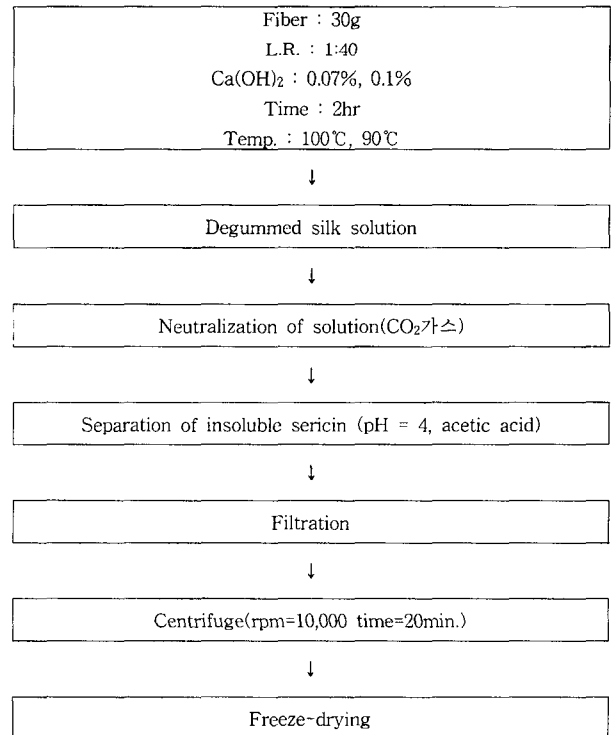 Fiber : 30g
L.R. : 1:40
Ca(OH)₂ : 0.07%, 0.1%
Time : 2hr
Temp. : 100℃, 90℃
↓
Degummed silk solution
↓
Neutralization of solution(CO₂가스)
↓
Separation of insoluble sericin (pH = 4, acetic acid)
↓
Filtration
↓
Centrifuge(rpm=10,000 time=20min.)
↓
Freeze-drying